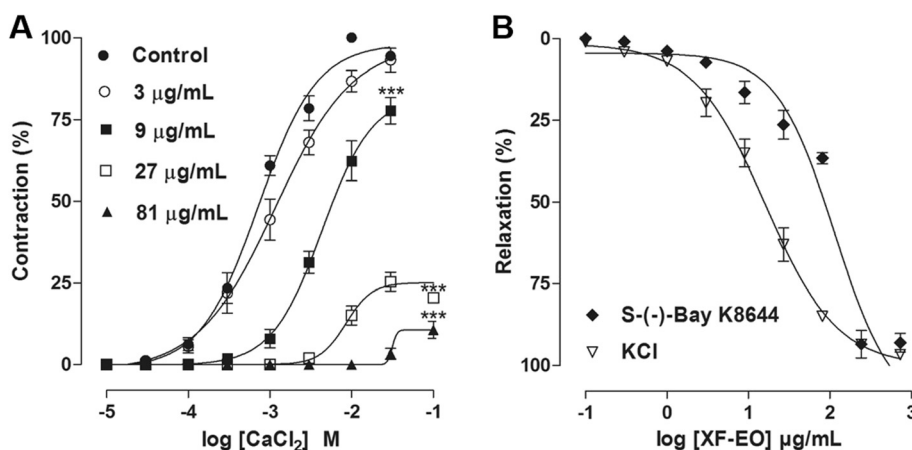 A
100
75
50
25
0
Contraction (%)
Control
3 µg/mL
9 µg/mL
27 µg/mL
81 µg/mL
***
***
***
-5 -4 -3 -2 -1
log [CaCl₂] M
B
0
25
50
75
100
Relaxation (%)
S-(-)-Bay K8644
KCl
-1 0 1 2 3
log [XF-EO] µg/mL